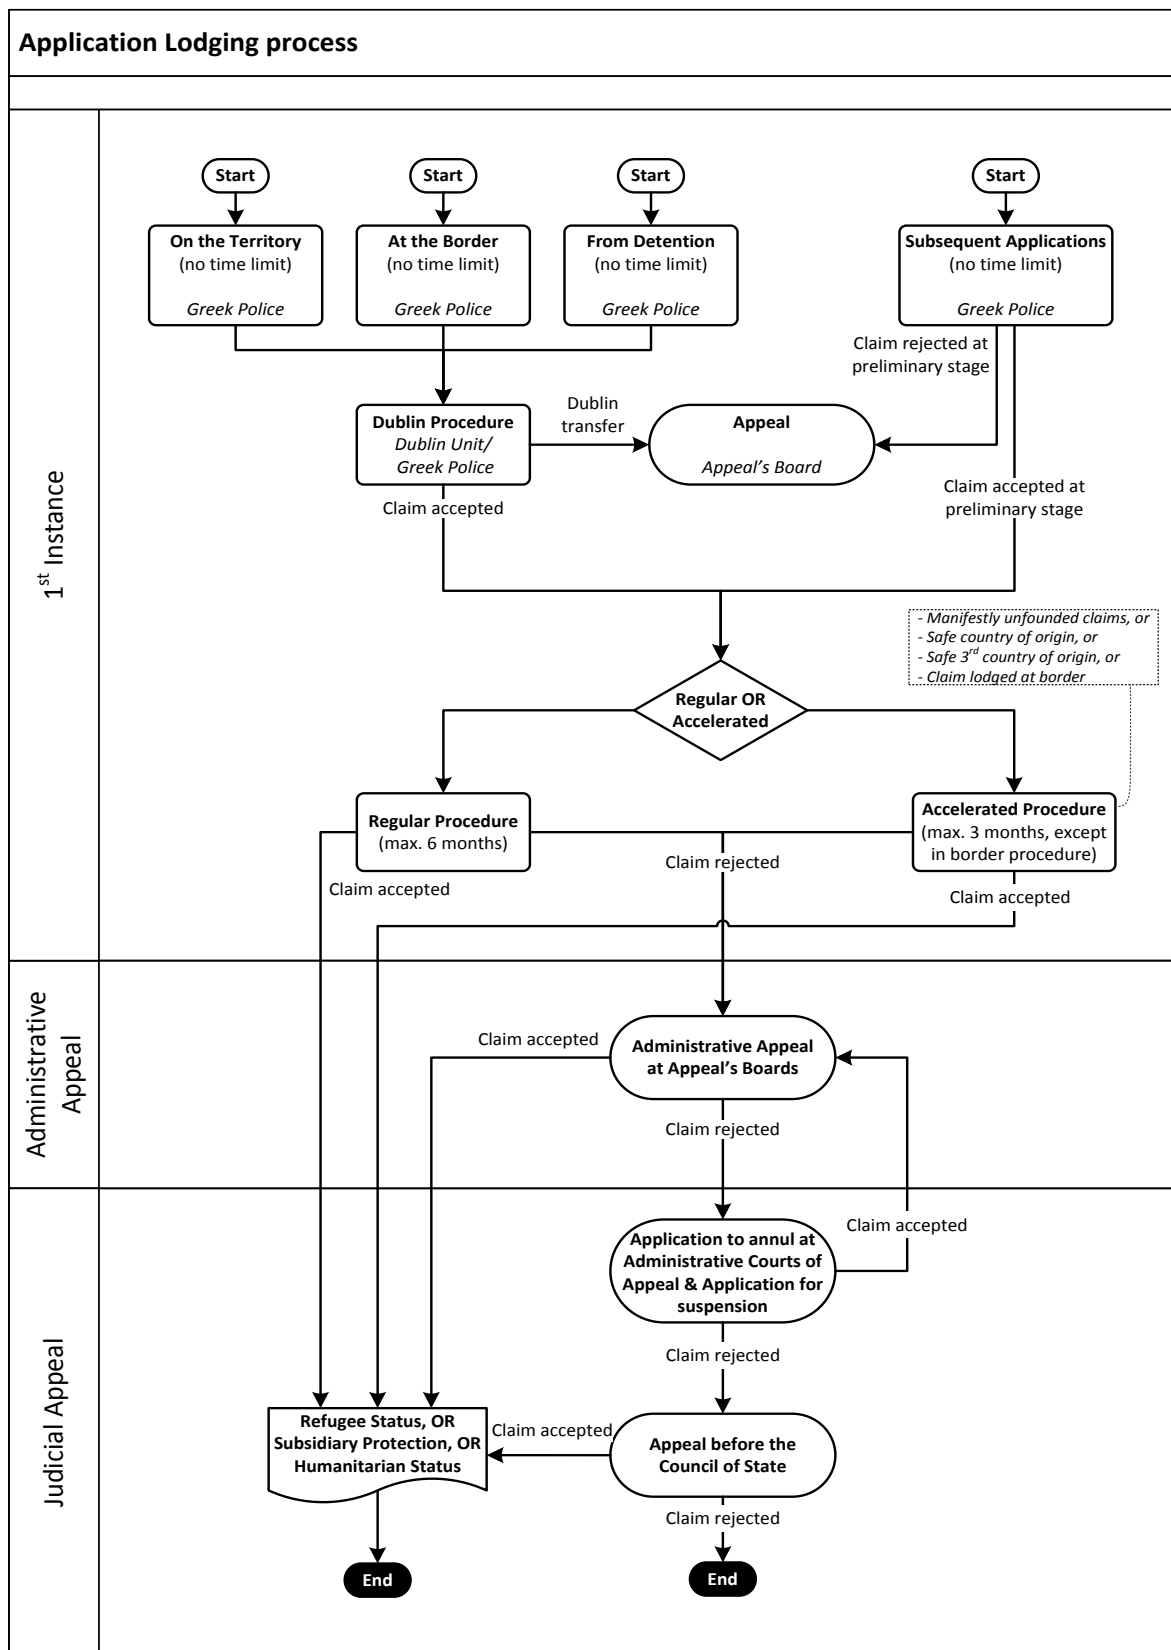 Application Lodging process
1st Instance
Start
Start
Start
Start
On the Territory
(no time limit)
Greek Police
At the Border
(no time limit)
Greek Police
From Detention
(no time limit)
Greek Police
Subsequent Applications
(no time limit)
Greek Police
Claim rejected at
preliminary stage
Dublin Procedure
Dublin Unit/
Greek Police
Dublin
transfer
Appeal
Appeal's Board
Claim accepted
Claim accepted at
preliminary stage
- Manifestly unfounded claims, or
- Safe country of origin, or
- Safe 3rd country of origin, or
- Claim lodged at border
Regular OR
Accelerated
Regular Procedure
(max. 6 months)
Accelerated Procedure
(max. 3 months, except
in border procedure)
Claim rejected
Claim accepted
Claim accepted
Administrative
Appeal
Claim accepted
Administrative Appeal
at Appeal's Boards
Claim rejected
Judicial Appeal
Claim accepted
Application to annul at
Administrative Courts of
Appeal & Application for
suspension
Claim rejected
Refugee Status, OR
Subsidiary Protection, OR
Humanitarian Status
Claim accepted
Appeal before the
Council of State
Claim rejected
End
End